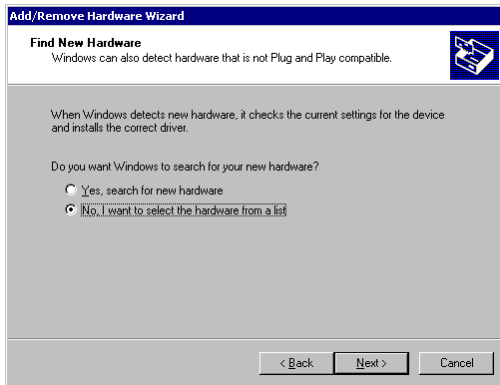 Add/Remove Hardware Wizard
Find New Hardware
Windows can also detect hardware that is not Plug and Play compatible.
When Windows detects new hardware, it checks the current settings for the device
and installs the correct driver.
Do you want Windows to search for your new hardware?
Yes, search for new hardware
No, I want to select the hardware from a list
< Back
Next >
Cancel